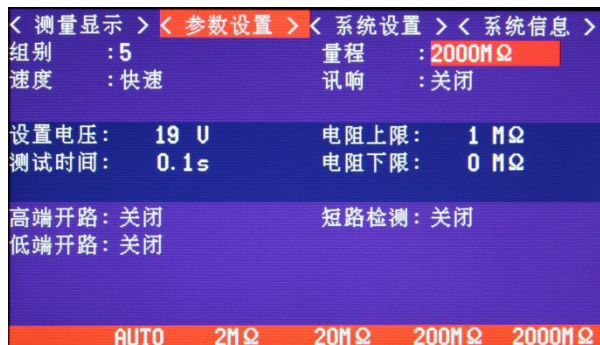 < 测量显示 > < 参数设置 > < 系统设置 > < 系统信息 >
组别 :5 量程 :2000MΩ
速度 :快速 讯响 :关闭
设置电压: 19 V 电阻上限: 1 MΩ
测试时间: 0.1s 电阻下限: 0 MΩ
高端开路:关闭 短路检测:关闭
低端开路:关闭
AUTO 2MΩ 20MΩ 200MΩ 2000MΩ